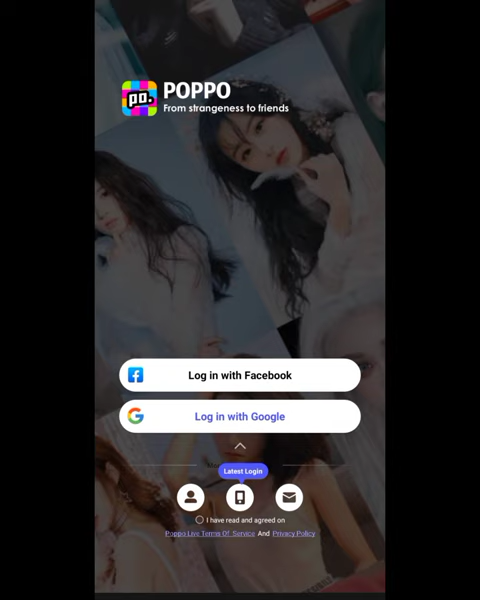 po.
POPPO
From strangeness to friends
Log in with Facebook
Log in with Google
Latest Login
I have read and agreed on
Poppo Live Terms Of Service And Privacy Policy